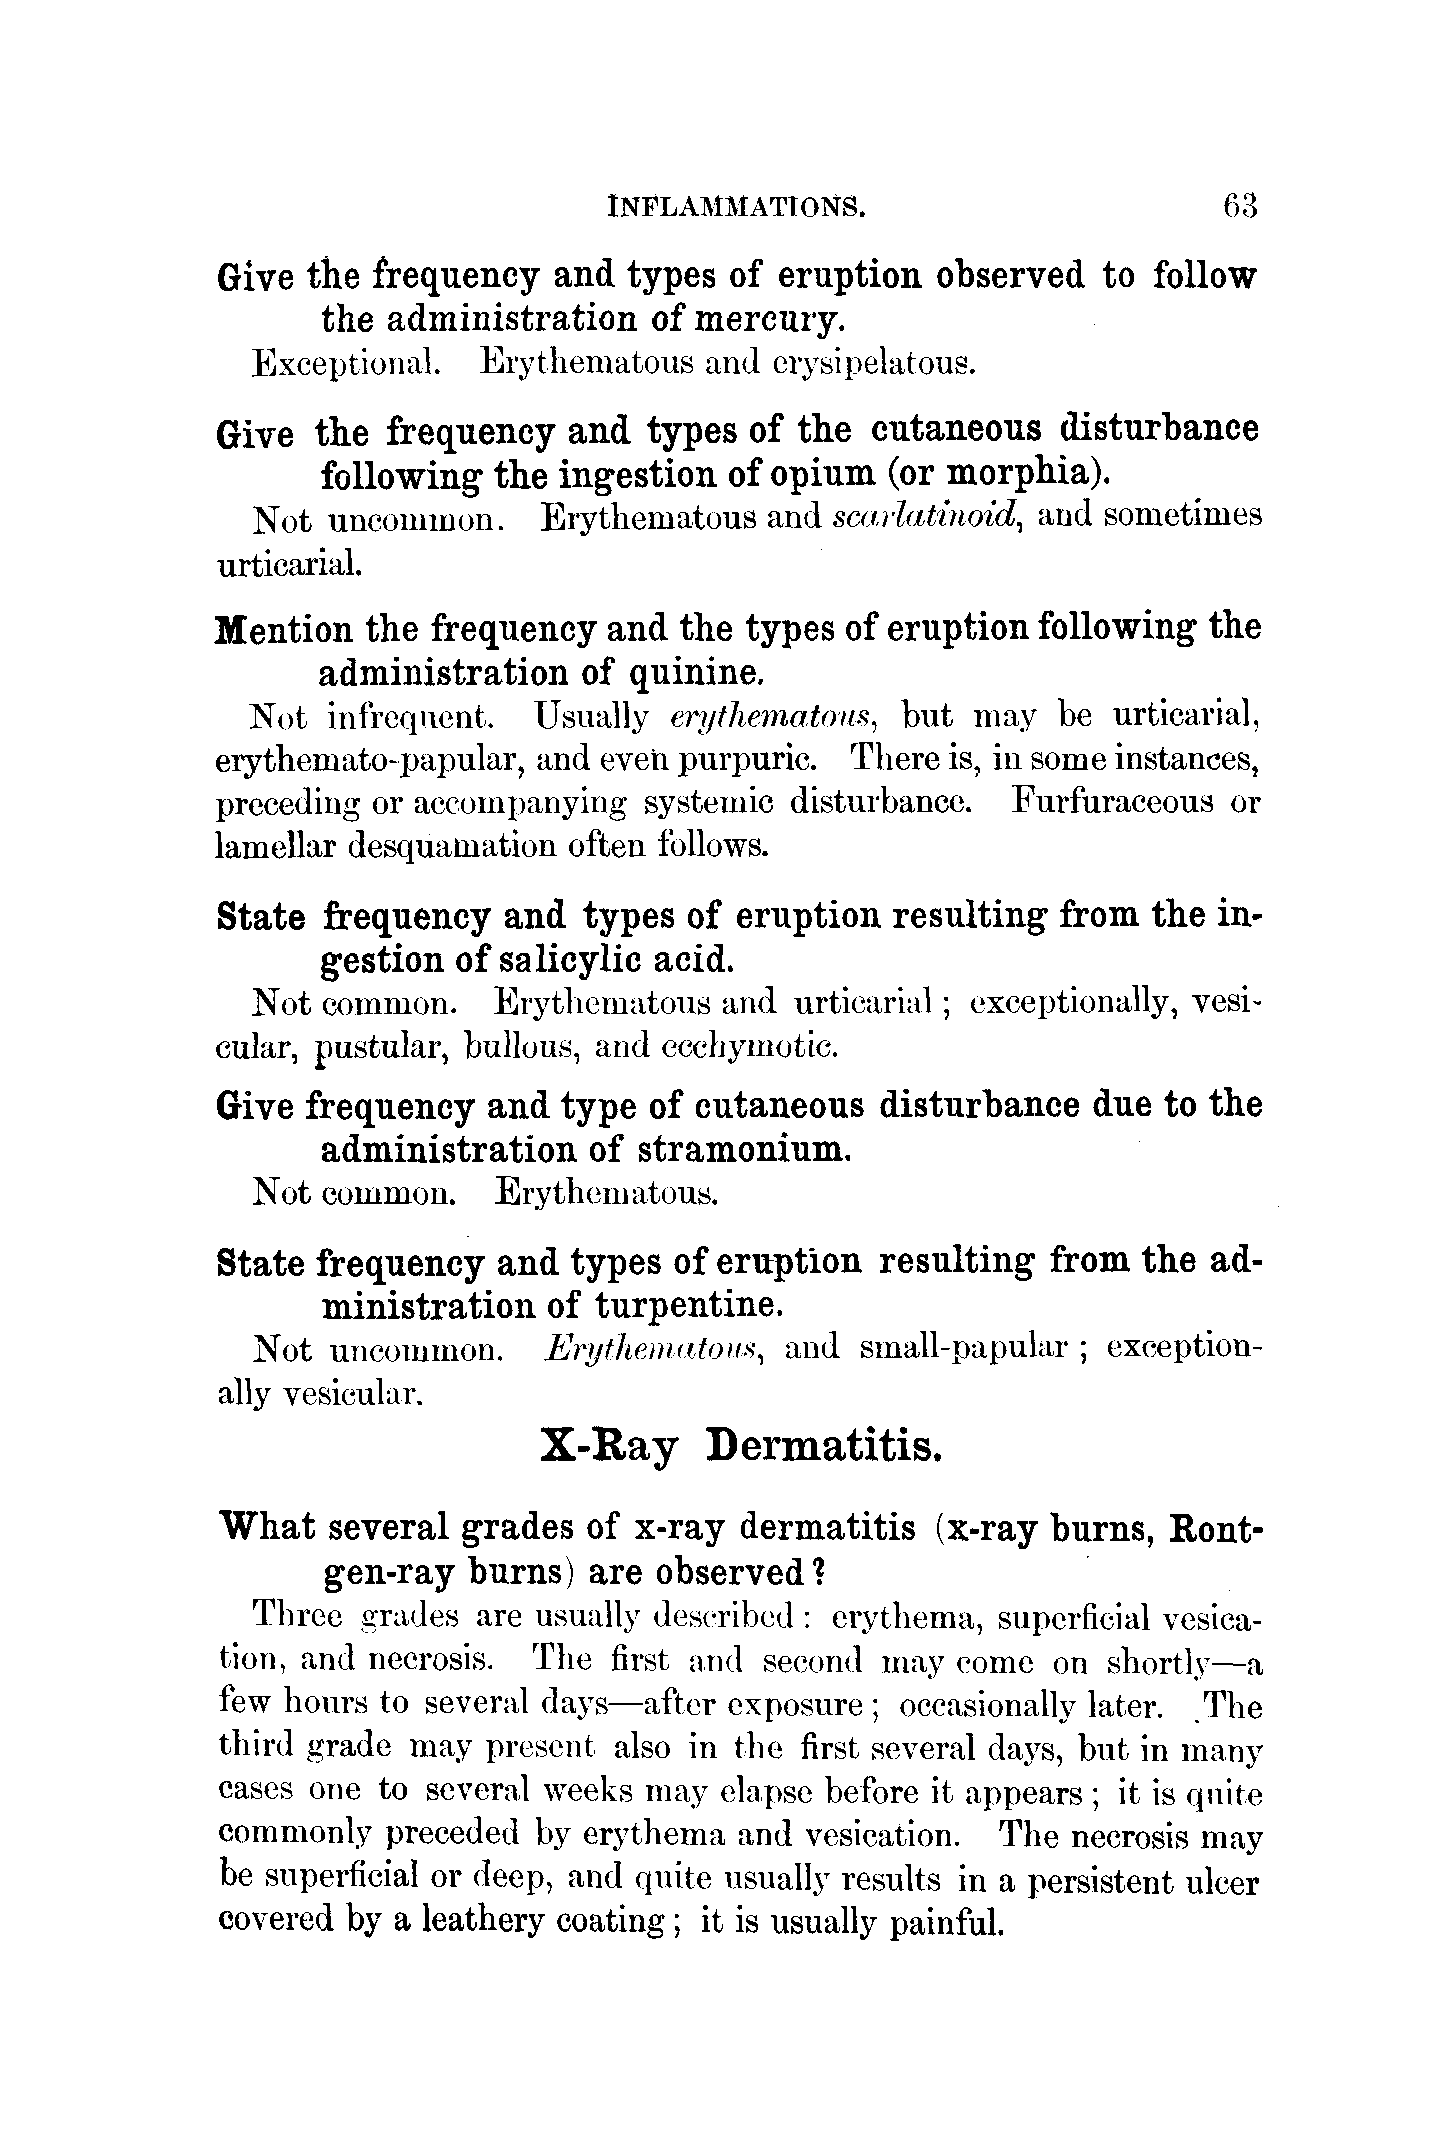 INFLAMMATIONS. 63
Give the frequency and types of eruption observed to follow
the administration of mercury.
Exceptional. Erythematous and erysipelatous.
Give the frequency and types of the cutaneous disturbance
following the ingestion of opium (or morphia).
Not uncommon. Erythematous and scarlatinoid, and sometimes
urticarial.
Mention the frequency and the types of eruption following the
administration of quinine.
Not infrequent. Usually erythematous, but may be urticarial,
erythemato-papular, and even purpuric. There is, in some instances,
preceding or accompanying systemic disturbance. Furfuraceous or
lamellar desquamation often follows.
State frequency and types of eruption resulting from the in-
gestion of salicylic acid.
Not common. Erythematous and urticarial; exceptionally, vesi-
cular, pustular, bullous, and ecchymotic.
Give frequency and type of cutaneous disturbance due to the
administration of stramonium.
Not common. Erythematous.
State frequency and types of eruption resulting from the ad-
ministration of turpentine.
Not uncommon. Erythematous, and small-papular; exception-
ally vesicular.
X-Ray Dermatitis.
What several grades of x-ray dermatitis (x-ray burns, Ront-
gen-ray burns) are observed?
Three grades are usually described: erythema, superficial vesica-
tion, and necrosis. The first and second may come on shortly—a
few hours to several days—after exposure; occasionally later. The
third grade may present also in the first several days, but in many
cases one to several weeks may elapse before it appears; it is quite
commonly preceded by erythema and vesication. The necrosis may
be superficial or deep, and quite usually results in a persistent ulcer
covered by a leathery coating; it is usually painful.